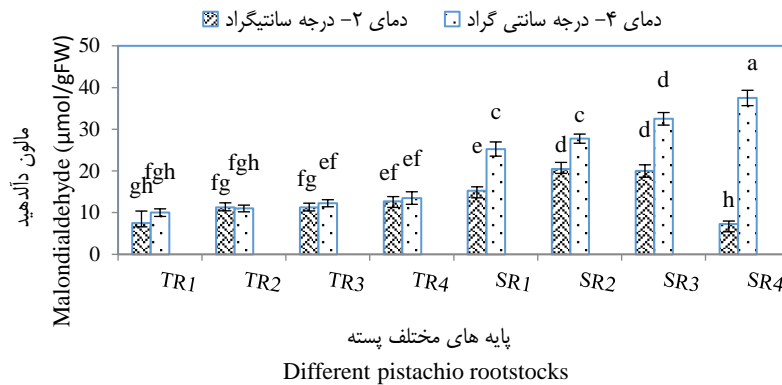 دمای ۲- درجه سانتیگراد دمای ۴- درجه سانتی گراد
مالون دآلدهید
Malondialdehyde (µmol/gFW)
50
40
30
20
10
0
gh fgh fg fgh fg ef ef ef e c d c d d h a
TR1 TR2 TR3 TR4 SR1 SR2 SR3 SR4
پایه های مختلف پسته
Different pistachio rootstocks